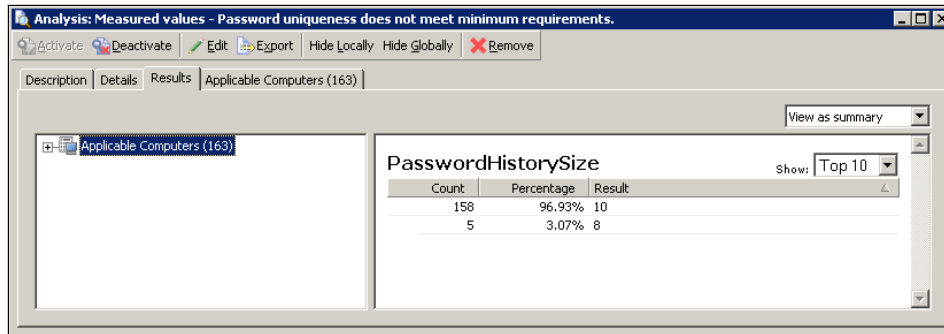 Analysis: Measured values - Password uniqueness does not meet minimum requirements.
Activate Deactivate Edit Export Hide Locally Hide Globally Remove
Description Details Results Applicable Computers (163)
View as summary
Applicable Computers (163)
PasswordHistorySize Show: Top 10
Count Percentage Result
158 96.93% 10
5 3.07% 8